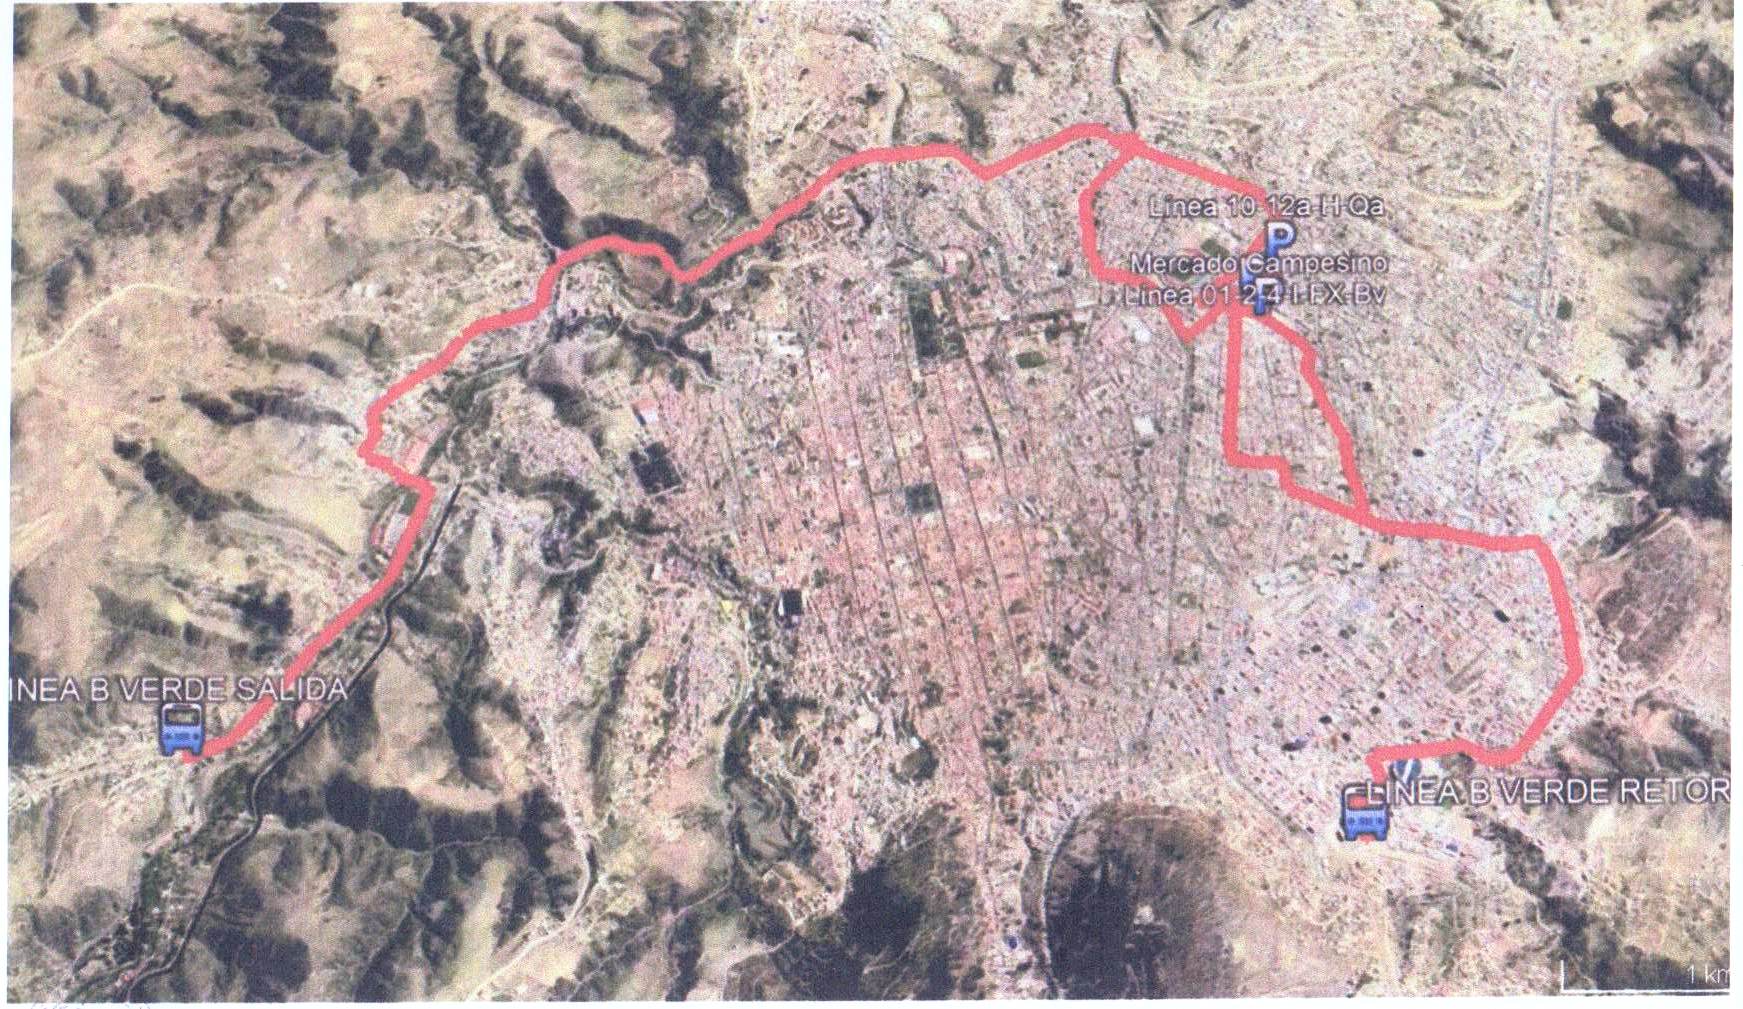 Linea 10-12a-H-Qa
P
Mercado Campesino
Linea 01-2-4-I-FX-Bv
P
INEA B VERDE SALIDA
LINEA B VERDE RETOR
1 km